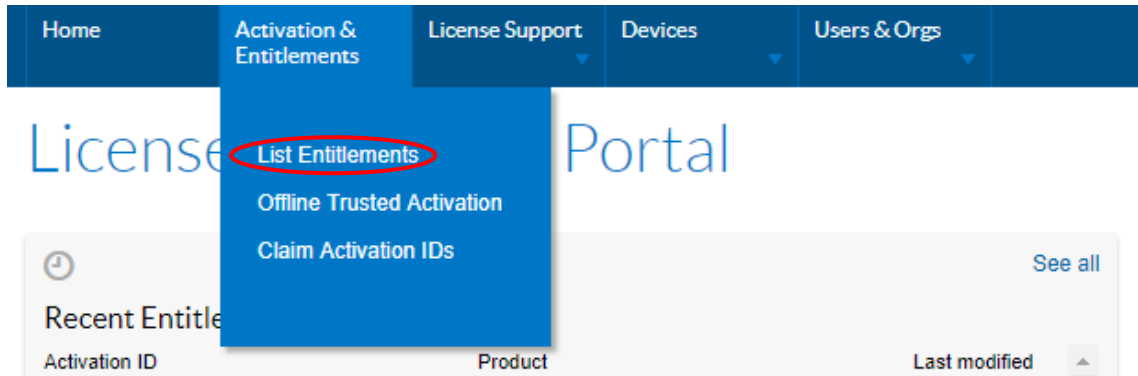 Home
Activation &
Entitlements
License Support
Devices
Users & Orgs
License Portal
List Entitlements
Offline Trusted Activation
Claim Activation IDs
See all
Recent
Activation ID
Product
Last modified